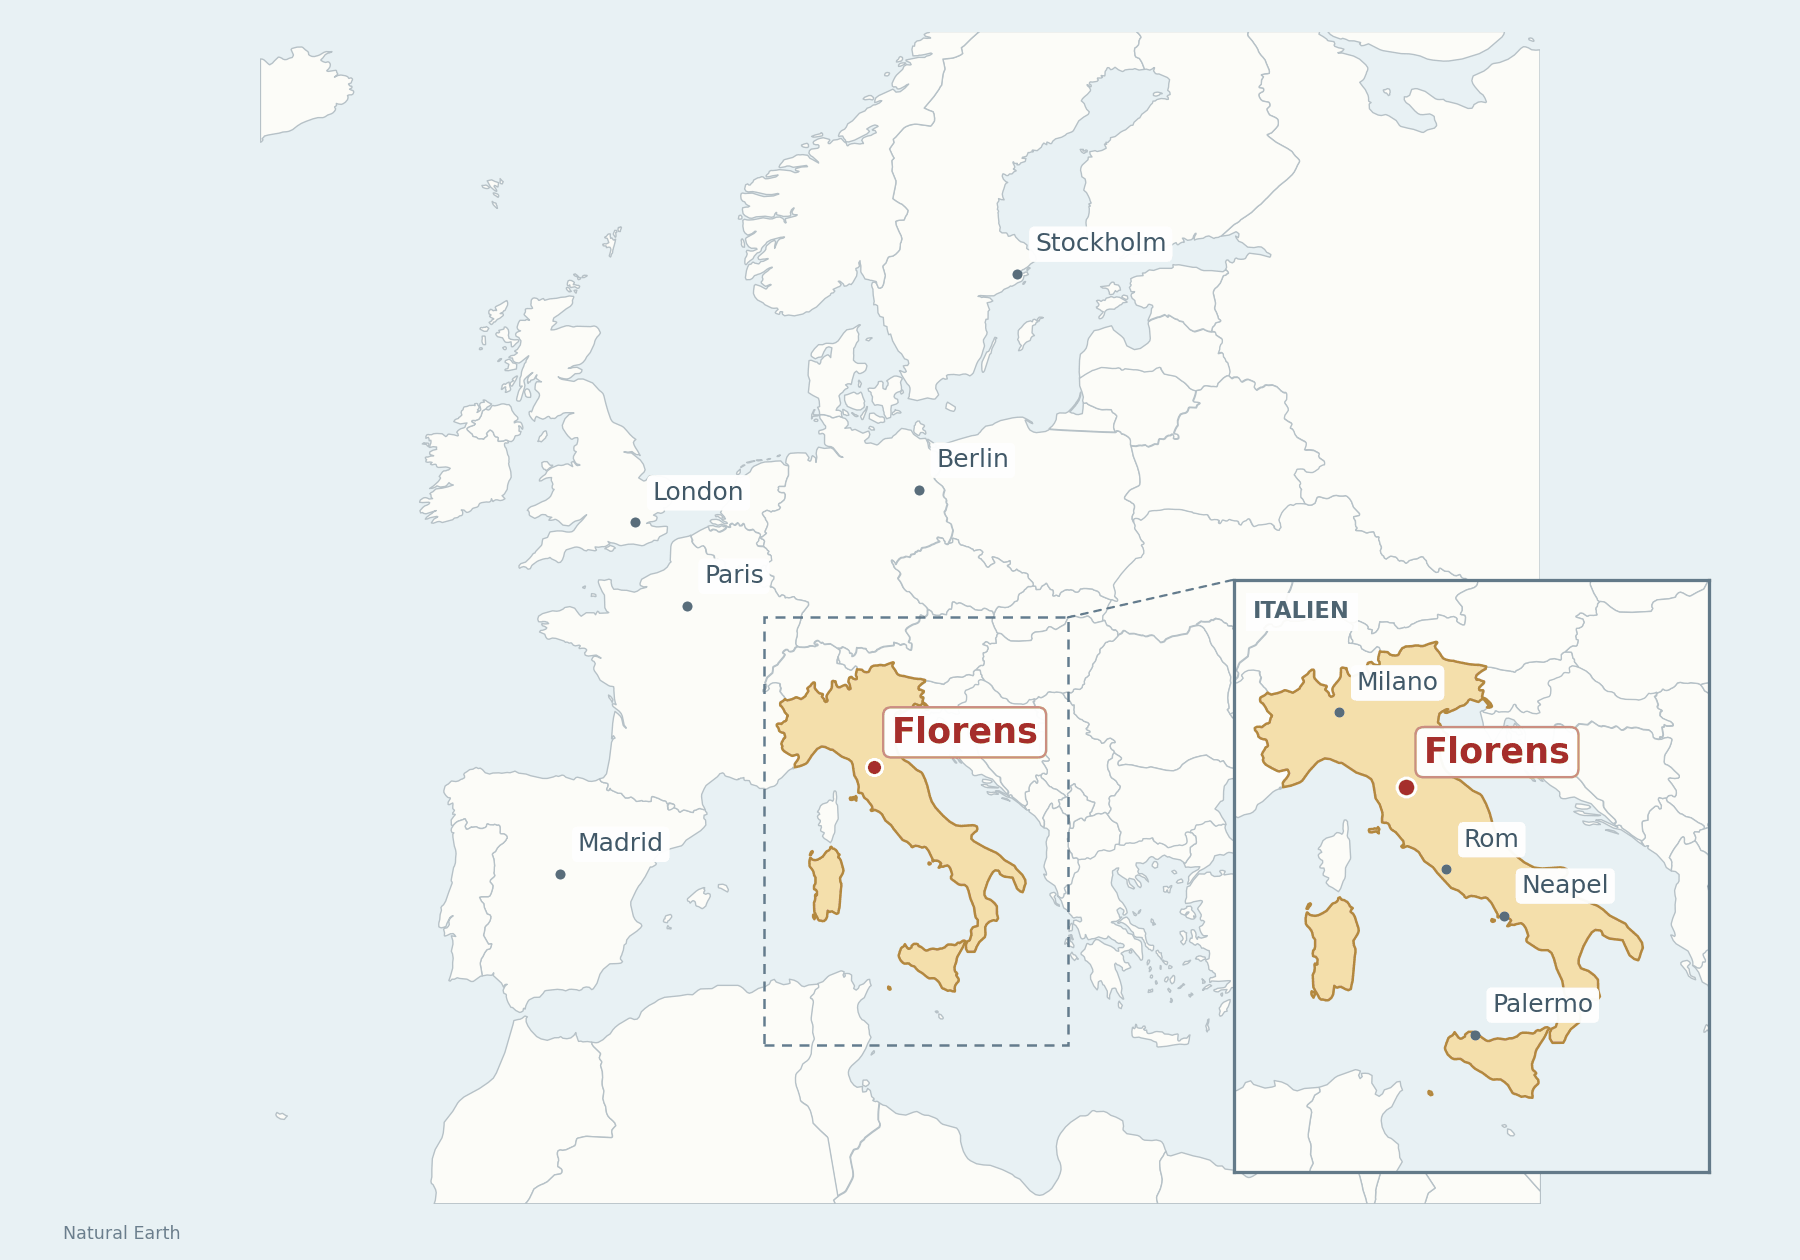 Stockholm
Berlin
London
Paris
ITALIEN
Milano
Florens
Florens
Rom
Madrid
Neapel
Palermo
Natural Earth